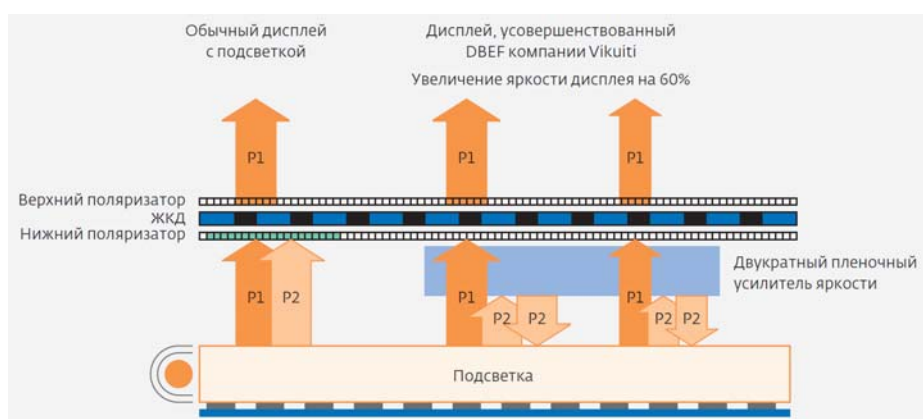 Обычный дисплей
с подсветкой
Дисплей, усовершенствованный
DBEF компании Vikuiti
Увеличение яркости дисплея на 60%
P1
P1
P1
Верхний поляризатор
ЖКД
Нижний поляризатор
Двукратный пленочный
усилитель яркости
P1
P2
P1
P2
P2
P1
P2
P2
Подсветка